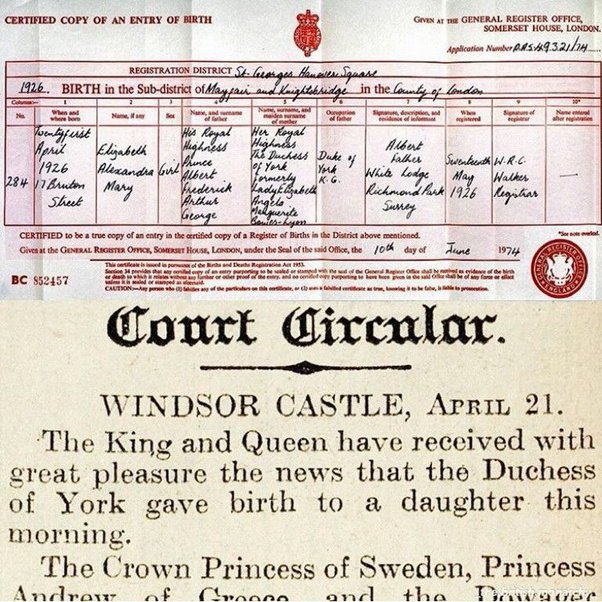 CERTIFIED COPY OF AN ENTRY OF BIRTH
GIVEN AT THE GENERAL REGISTER OFFICE,
SOMERSET HOUSE, LONDON.
Application Number P.A.S.49321/74
REGISTRATION DISTRICT St. Georges Hanover Square
1926. BIRTH in the Sub-district of Mayfair and Knightsbridge in the County of London
Columns:- 1 2 3 4 5 6 7 8 9 10*
No. When and where born Name, if any Sex Name, and surname of father Name, surname, and maiden surname of mother Occupation of father Signature, description, and residence of informant When registered Signature of registrar Name entered after registration
284 Twentyfirst April 1926 17 Bruton Street
Elizabeth Alexandra Mary
Girl
His Royal Highness Prince Albert Frederick Arthur George
Her Royal Highness The Duchess of York formerly Lady Elizabeth Angela Marguerite Bowes-Lyon
Duke of York K.G.
Albert Father White Lodge Richmond Park Surrey
Seventeenth May 1926
W.R.G. Walker Registrar
—
CERTIFIED to be a true copy of an entry in the certified copy of a Register of Births in the District above mentioned.
*See note overleaf.
Given at the GENERAL REGISTER OFFICE, SOMERSET HOUSE, LONDON, under the Seal of the said Office, the 10th day of June 1974
BC 852457
This certificate is issued in pursuance of the Births and Deaths Registration Act 1953.
Section 34 provides that any certified copy of an entry purporting to be sealed or stamped with the seal of the General Register Office shall be received as evidence of the birth
or death to which it relates without any further or other proof of the entry, and no certified copy purporting to have been given in the said Office shall be of any force or effect
unless it is sealed or stamped as aforesaid.
CAUTION:—Any person who (1) falsifies any of the particulars on this certificate, or (2) uses a falsified certificate as true, knowing it to be false, is liable to prosecution.
GENERAL REGISTER OFFICE ENGLAND
Court Circular.
WINDSOR CASTLE, APRIL 21.
The King and Queen have received with
great pleasure the news that the Duchess
of York gave birth to a daughter this
morning.
The Crown Princess of Sweden, Princess
Andrew of Greece, and the Dowager